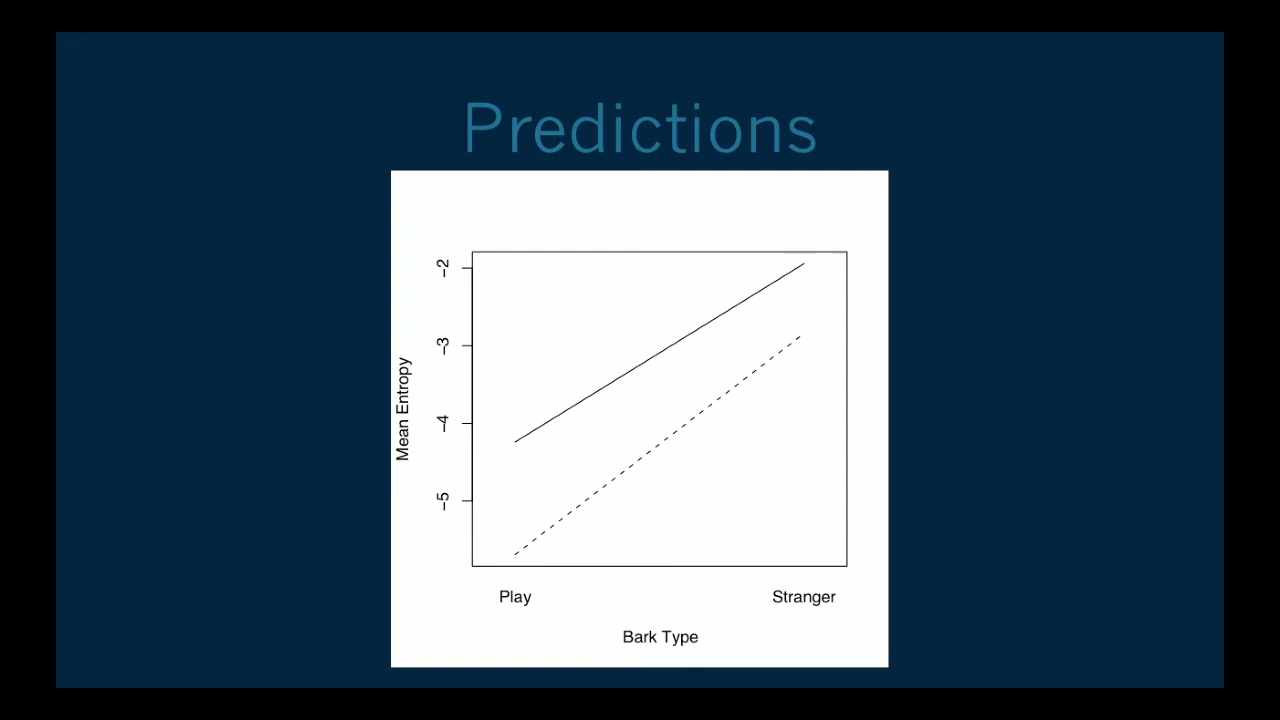 Predictions
-2
-3
-4
-5
Mean Entropy
Play
Stranger
Bark Type